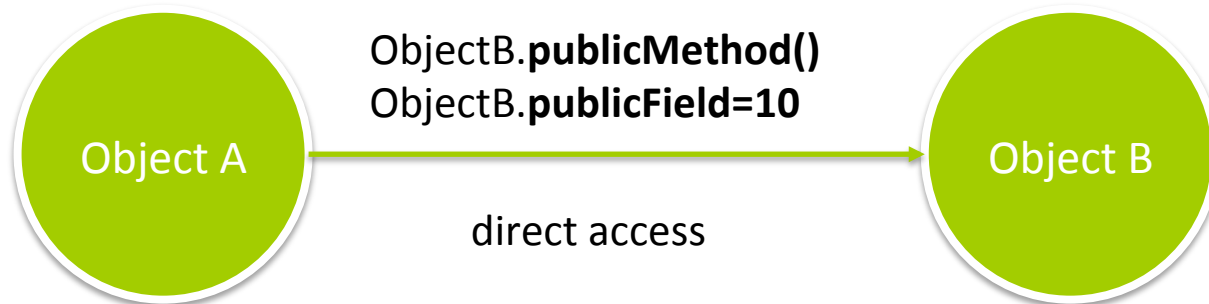 ObjectB.publicMethod()
ObjectB.publicField=10
Object A
Object B
direct access